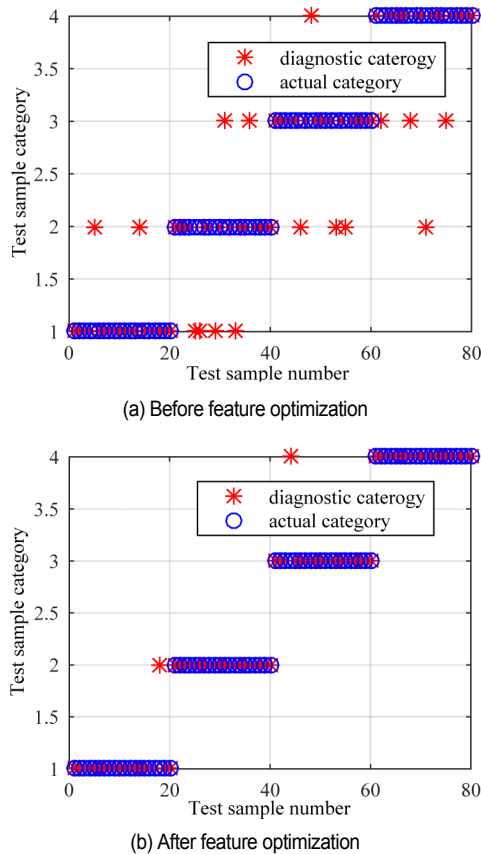 4
3.5
3
2.5
2
1.5
1
Test sample category
diagnostic caterogy
actual category
0
20
40
60
80
Test sample number
(a) Before feature optimization
4
3.5
3
2.5
2
1.5
1
Test sample category
diagnostic caterogy
actual category
0
20
40
60
80
Test sample number
(b) After feature optimization